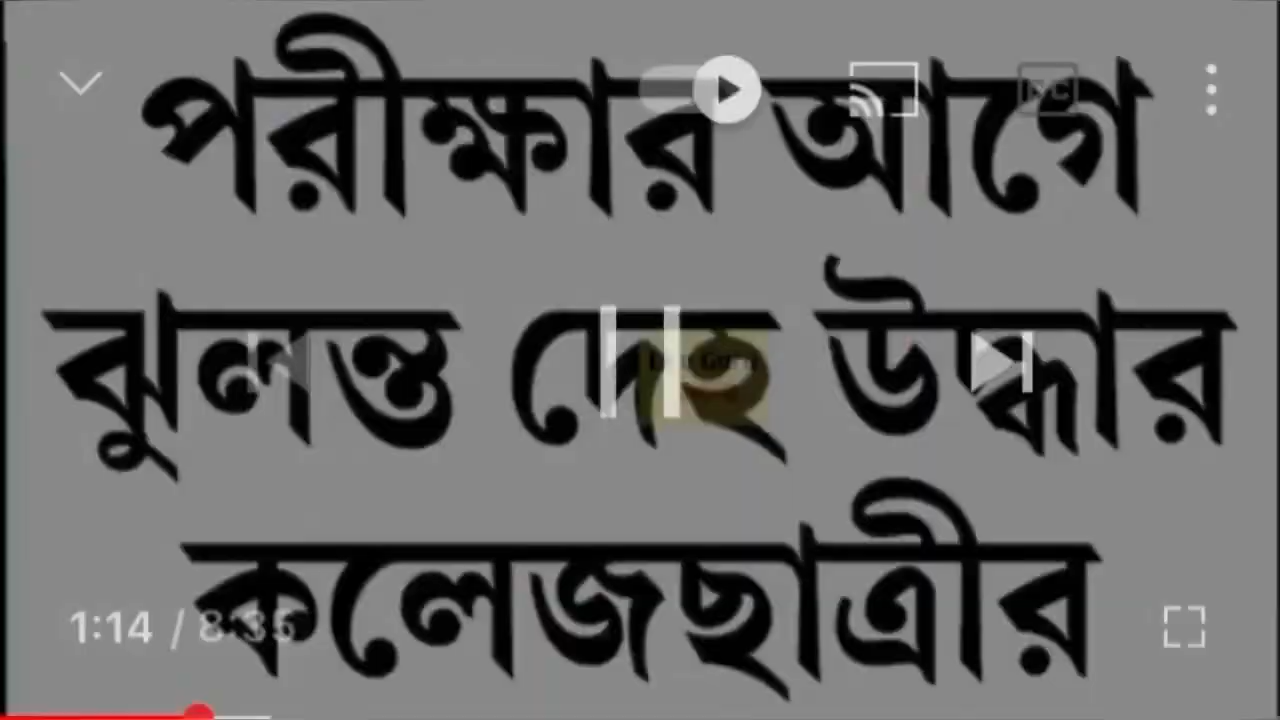 পরীক্ষার আগে
ঝুলন্ত দেহ উদ্ধার
কলেজছাত্রীর
1:14 / 8:35